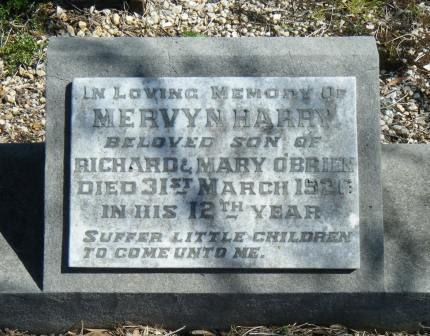 IN LOVING MEMORY OF
MERVYN HARRY
BELOVED SON OF
RICHARD & MARY O'BRIEN
DIED 31ST MARCH
IN HIS 12TH YEAR
SUFFER LITTLE CHILDREN
TO COME UNTO ME.